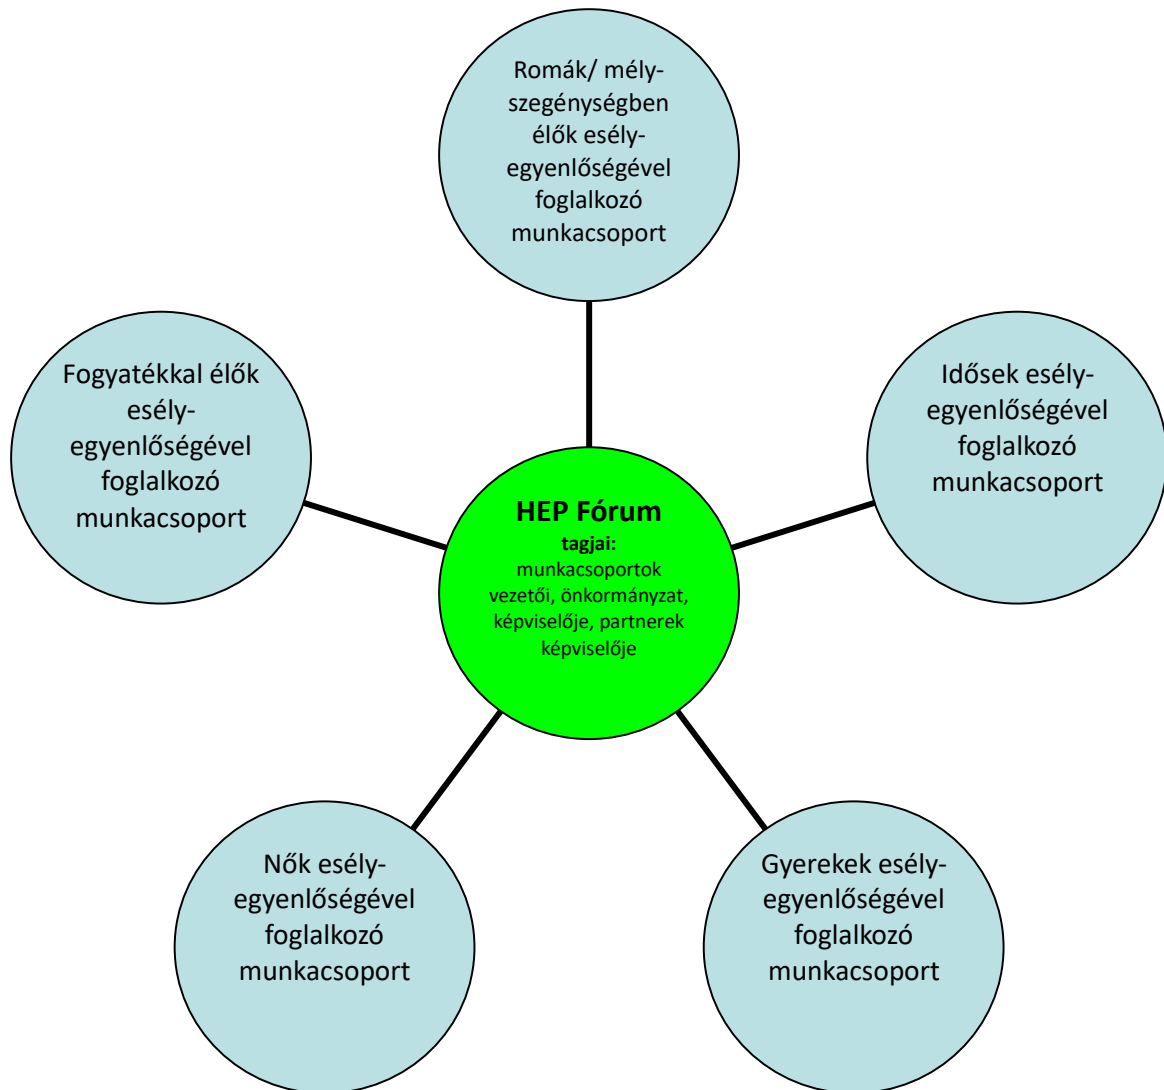 Romák/ mély-
szegénységben
élők esély-
egyenlőségével
foglalkozó
munkacsoport
Fogyatékkal élők
esély-
egyenlőségével
foglalkozó
munkacsoport
Idősek esély-
egyenlőségével
foglalkozó
munkacsoport
HEP Fórum
tagjai:
munkacsoportok
vezetői, önkormányzat,
képviselője, partnerek
képviselője
Nők esély-
egyenlőségével
foglalkozó
munkacsoport
Gyerekek esély-
egyenlőségével
foglalkozó
munkacsoport